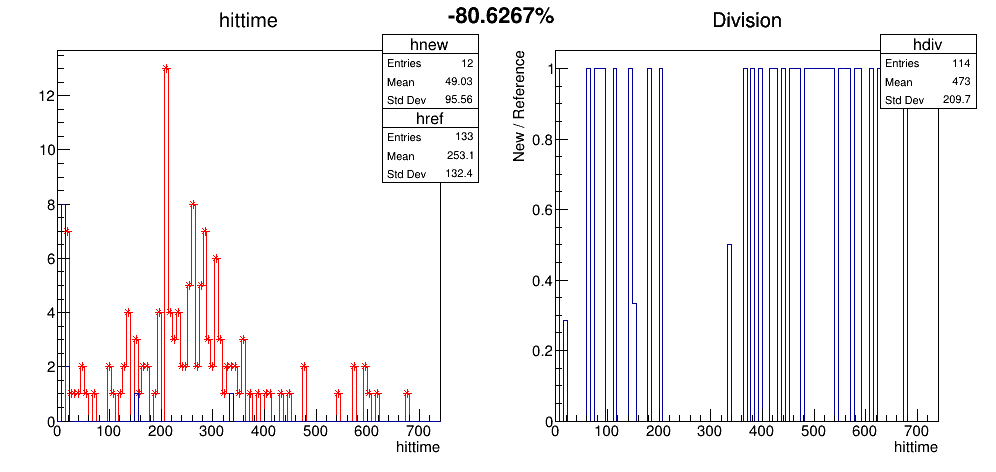 -80.6267%
hittime
hnew
Entries 12
Mean 49.03
Std Dev 95.56
href
Entries 133
Mean 253.1
Std Dev 132.4
12
10
8
6
4
2
0
0 100 200 300 400 500 600 700
hittime
Division
hdiv
Entries 114
Mean 473
Std Dev 209.7
New / Reference
1
0.8
0.6
0.4
0.2
0
0 100 200 300 400 500 600 700
hittime